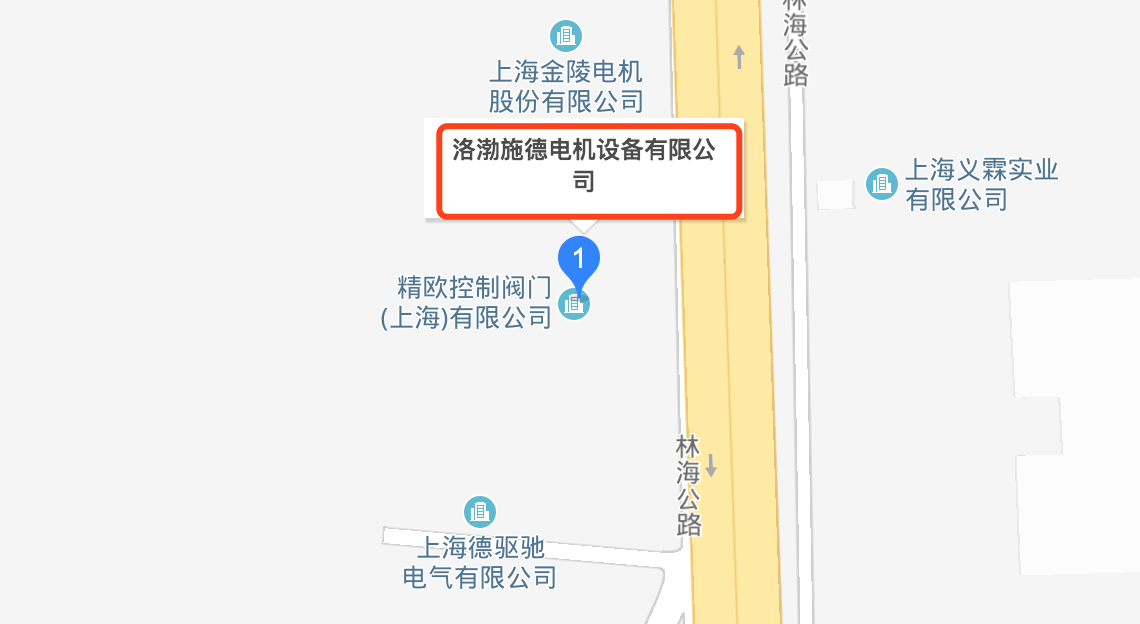 林海公路
上海金陵电机
股份有限公司
洛渤施德电机设备有限公
司
上海义霖实业
有限公司
1
精欧控制阀门
(上海)有限公司
林海公路
上海德驱驰
电气有限公司